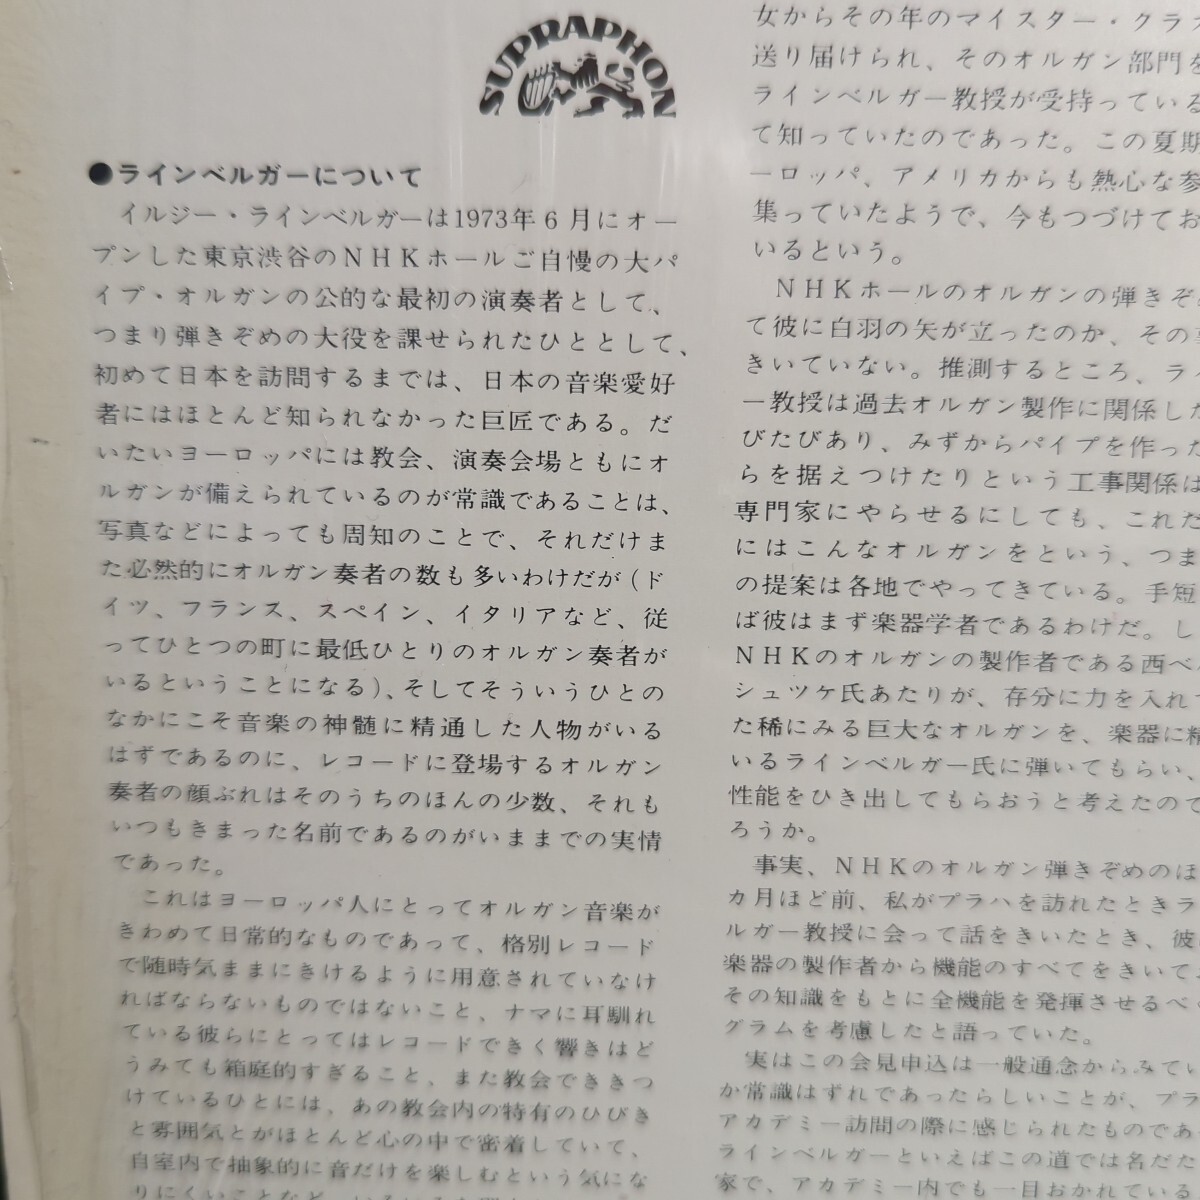 SUPRAPHON
●ラインベルガーについて
イルジー・ラインベルガーは1973年6月にオー
プンした東京渋谷のNHKホールご自慢の大パ
イプ・オルガンの公的な最初の演奏者として、
つまり弾きぞめの大役を課せられたひととして、
初めて日本を訪問するまでは、日本の音楽愛好
者にはほとんど知られなかった巨匠である。だ
いたいヨーロッパには教会、演奏会場ともにオ
ルガンが備えられているのが常識であることは、
写真などによっても周知のことで、それだけま
た必然的にオルガン奏者の数も多いわけだが(ド
イツ、フランス、スペイン、イタリアなど、従
ってひとつの町に最低ひとりのオルガン奏者が
いるということになる)、そしてそういうひとの
なかにこそ音楽の神髄に精通した人物がいる
はずであるのに、レコードに登場するオルガン
奏者の顔ぶれはそのうちのほんの少数、それも
いつもきまった名前であるのがいままでの実情
であった。
これはヨーロッパ人にとってオルガン音楽が
きわめて日常的なものであって、格別レコード
で随時気ままにきけるように用意されていなけ
ればならないものではないこと、ナマに耳馴れ
ている彼らにとってはレコードできく響きはど
うみても箱庭的すぎること、また教会でききつ
けているひとには、あの教会内の特有のひびき
と雰囲気とがほとんど心の中で密着していて、
自室内で抽象的に音だけを楽しむという気にな
りにくいことなど、
女からその年のマイスター・クラス
送り届けられ、そのオルガン部門を
ラインベルガー教授が受持っている
て知っていたのであった。この夏期
ーロッパ、アメリカからも熱心な参
集っていたようで、今もつづけてお
いるという。
NHKホールのオルガンの弾きぞ
て彼に白羽の矢が立ったのか、その
きいていない。推測するところ、ラ
ー教授は過去オルガン製作に関係した
びたびあり、みずからパイプを作った
らを据えつけたりという工事関係は
専門家にやらせるにしても、これだ
にはこんなオルガンをという、つま
の提案は各地でやってきている。手短
ば彼はまず楽器学者であるわけだ。し
NHKのオルガンの製作者である西ベ
シュツケ氏あたりが、存分に力を入れ
た稀にみる巨大なオルガンを、楽器に精
いるラインベルガー氏に弾いてもらい、
性能をひき出してもらおうと考えたので
ろうか。
事実、NHKのオルガン弾きぞめのほ
カ月ほど前、私がプラハを訪れたときラ
ルガー教授に会って話をきいたとき、彼
楽器の製作者から機能のすべてをきいて
その知識をもとに全機能を発揮させるべく
グラムを考慮したと語っていた。
実はこの会見申込は一般通念からみてい
か常識はずれであったらしいことが、プラ
アカデミー訪問の際に感じられたものであ
ラインベルガーといえばこの道では名だた
家で、アカデミー内でも一目おかれている